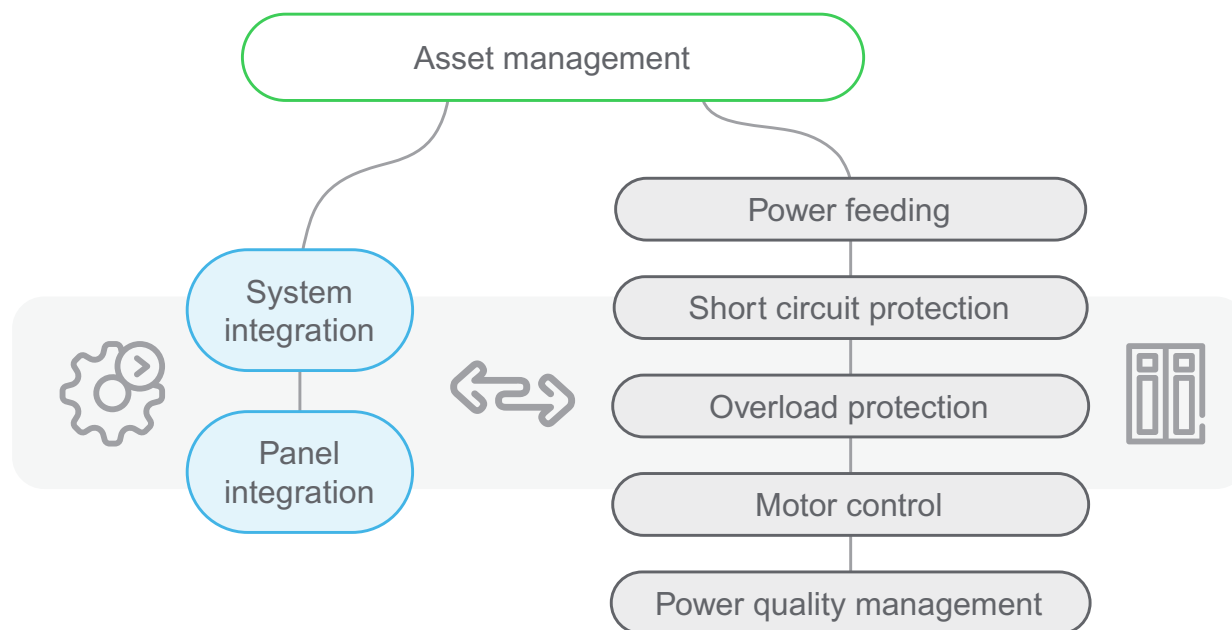 Asset management
Power feeding
System
integration
Short circuit protection
Overload protection
Panel
integration
Motor control
Power quality management